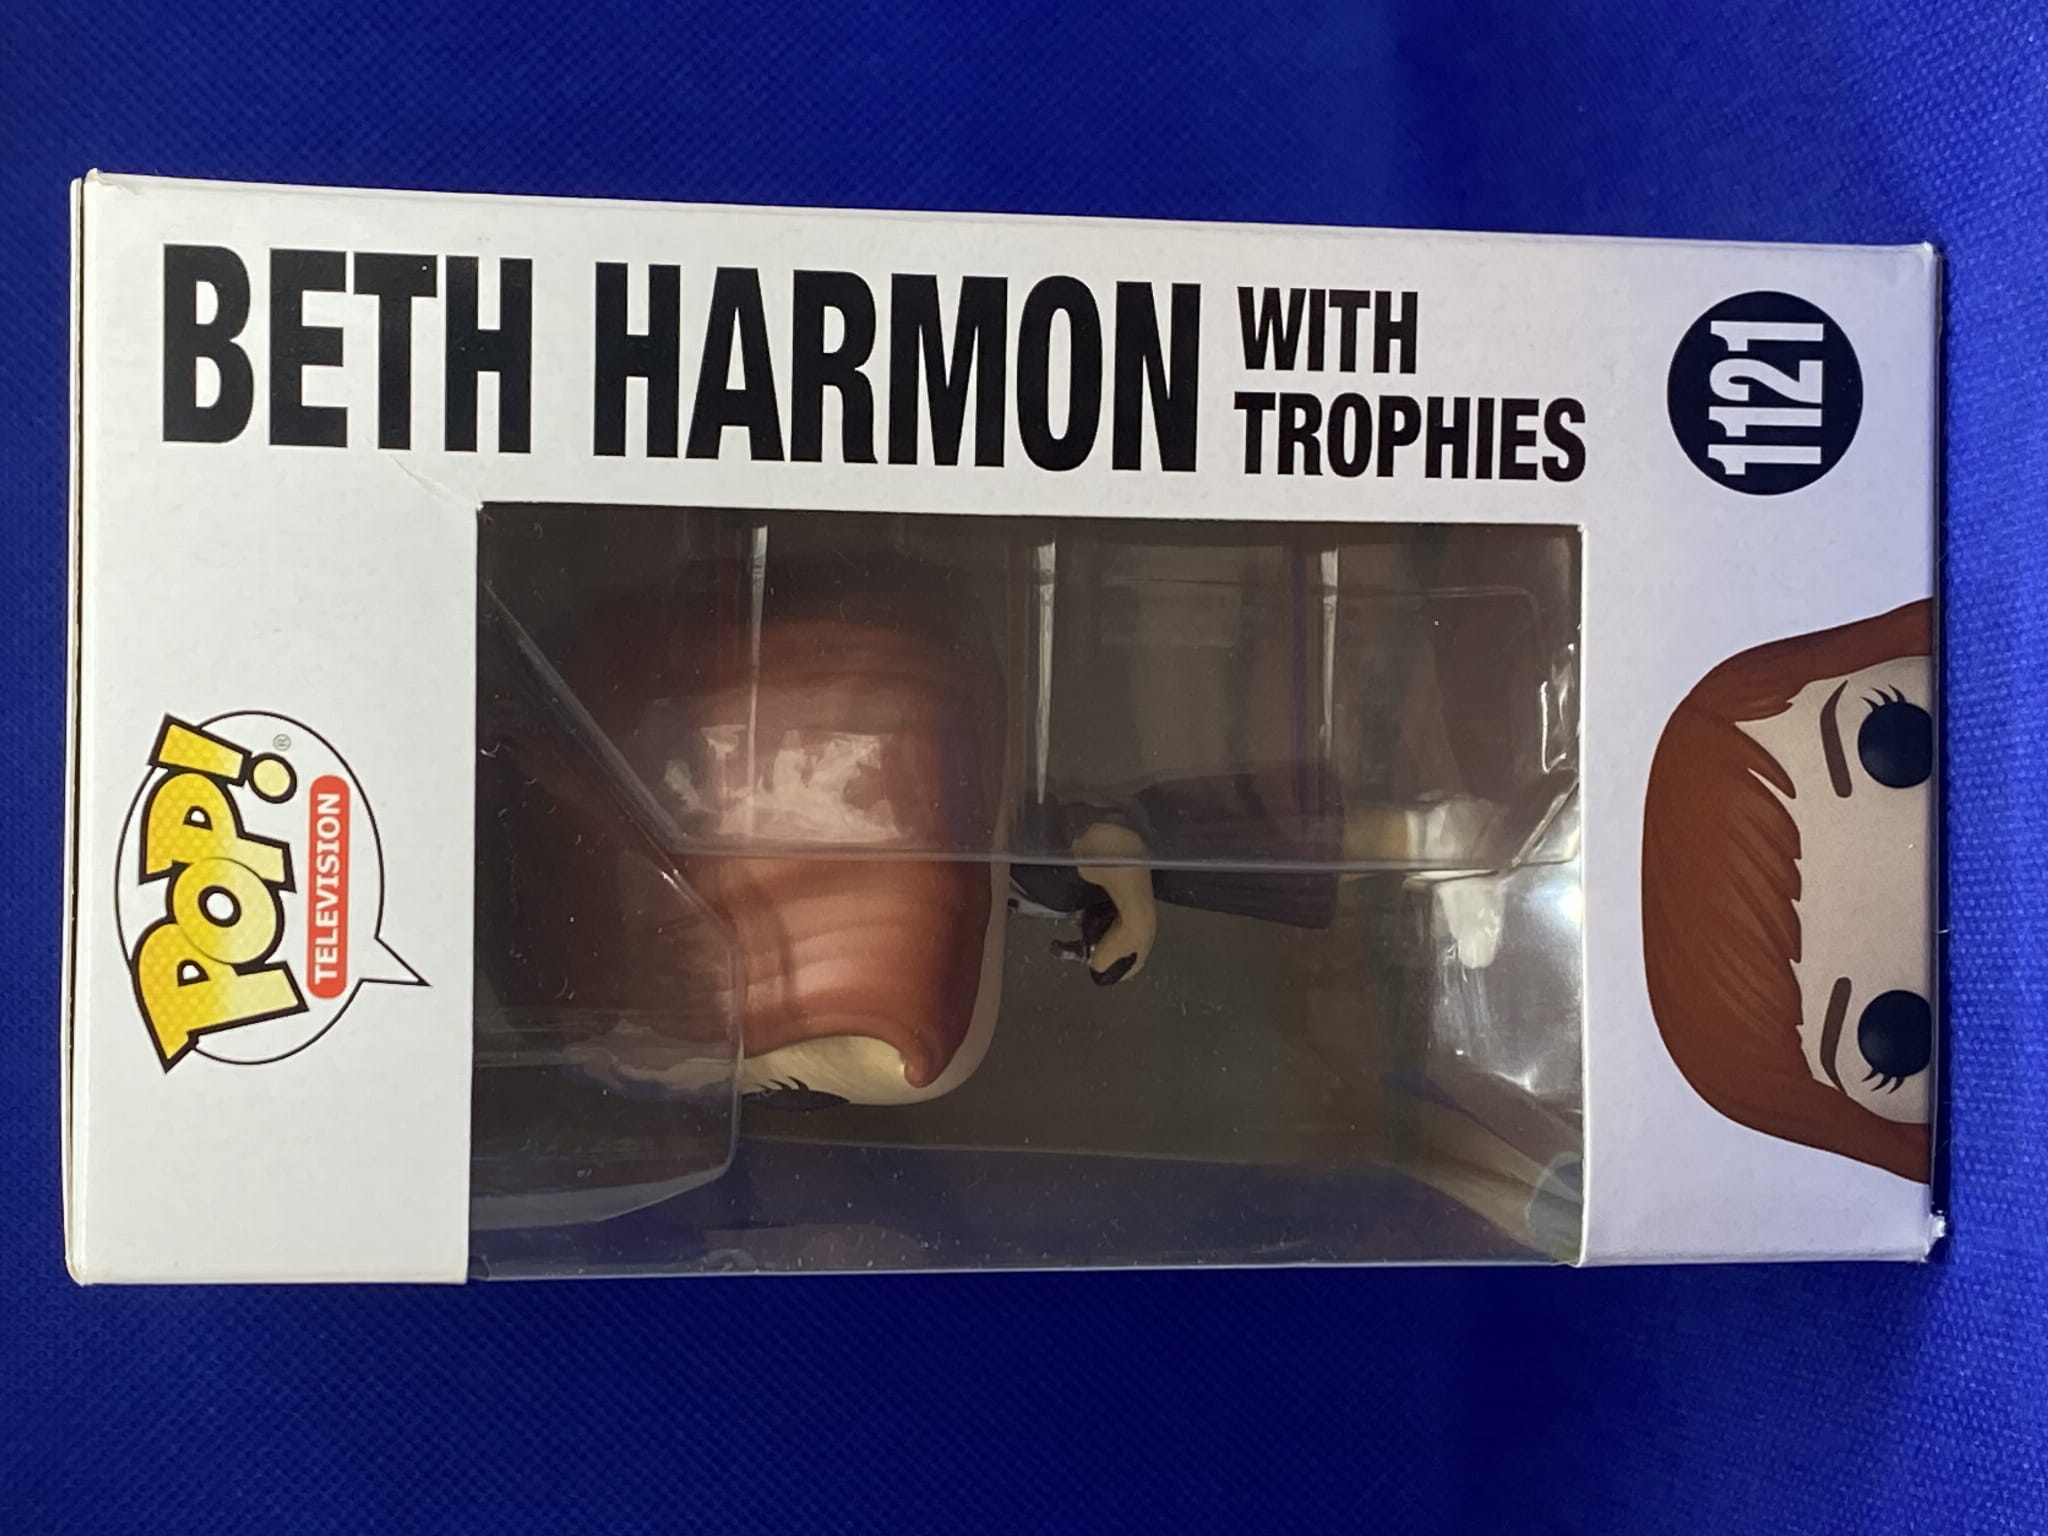 BETH HARMON
WITH
TROPHIES
1121
POP!®
TELEVISION